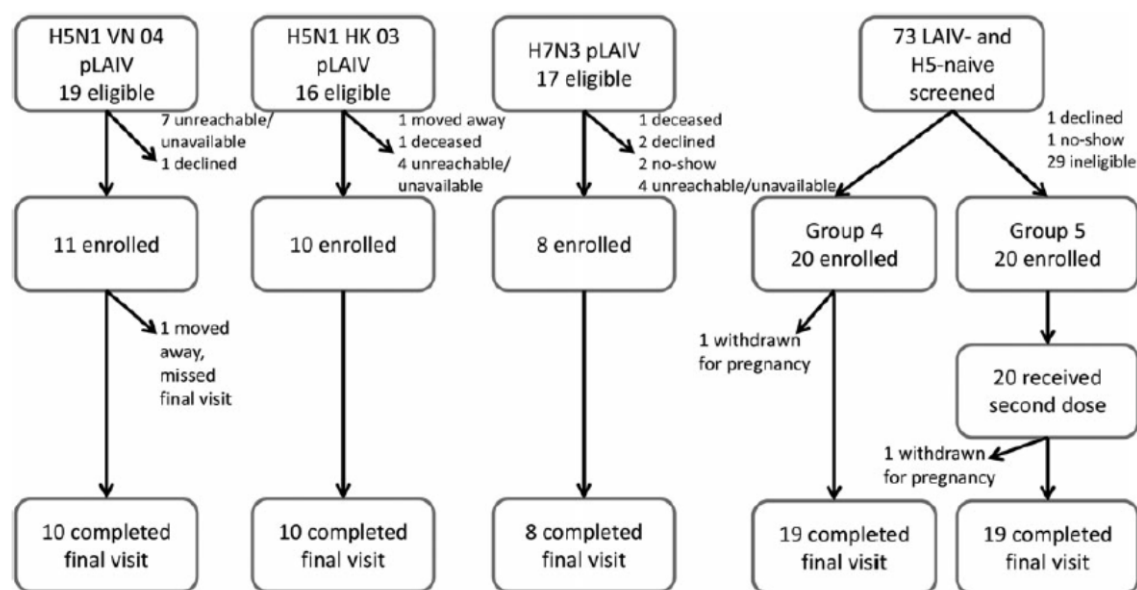 H5N1 VN 04
pLAIV
19 eligible
7 unreachable/
unavailable
1 declined
11 enrolled
1 moved
away,
missed
final visit
10 completed
final visit
H5N1 HK 03
pLAIV
16 eligible
1 moved away
1 deceased
4 unreachable/
unavailable
10 enrolled
10 completed
final visit
H7N3 pLAIV
17 eligible
1 deceased
2 declined
2 no-show
4 unreachable/unavailable
8 enrolled
8 completed
final visit
73 LAIV- and
H5-naive
screened
1 declined
1 no-show
29 ineligible
Group 4
20 enrolled
1 withdrawn
for pregnancy
19 completed
final visit
Group 5
20 enrolled
20 received
second dose
1 withdrawn
for pregnancy
19 completed
final visit